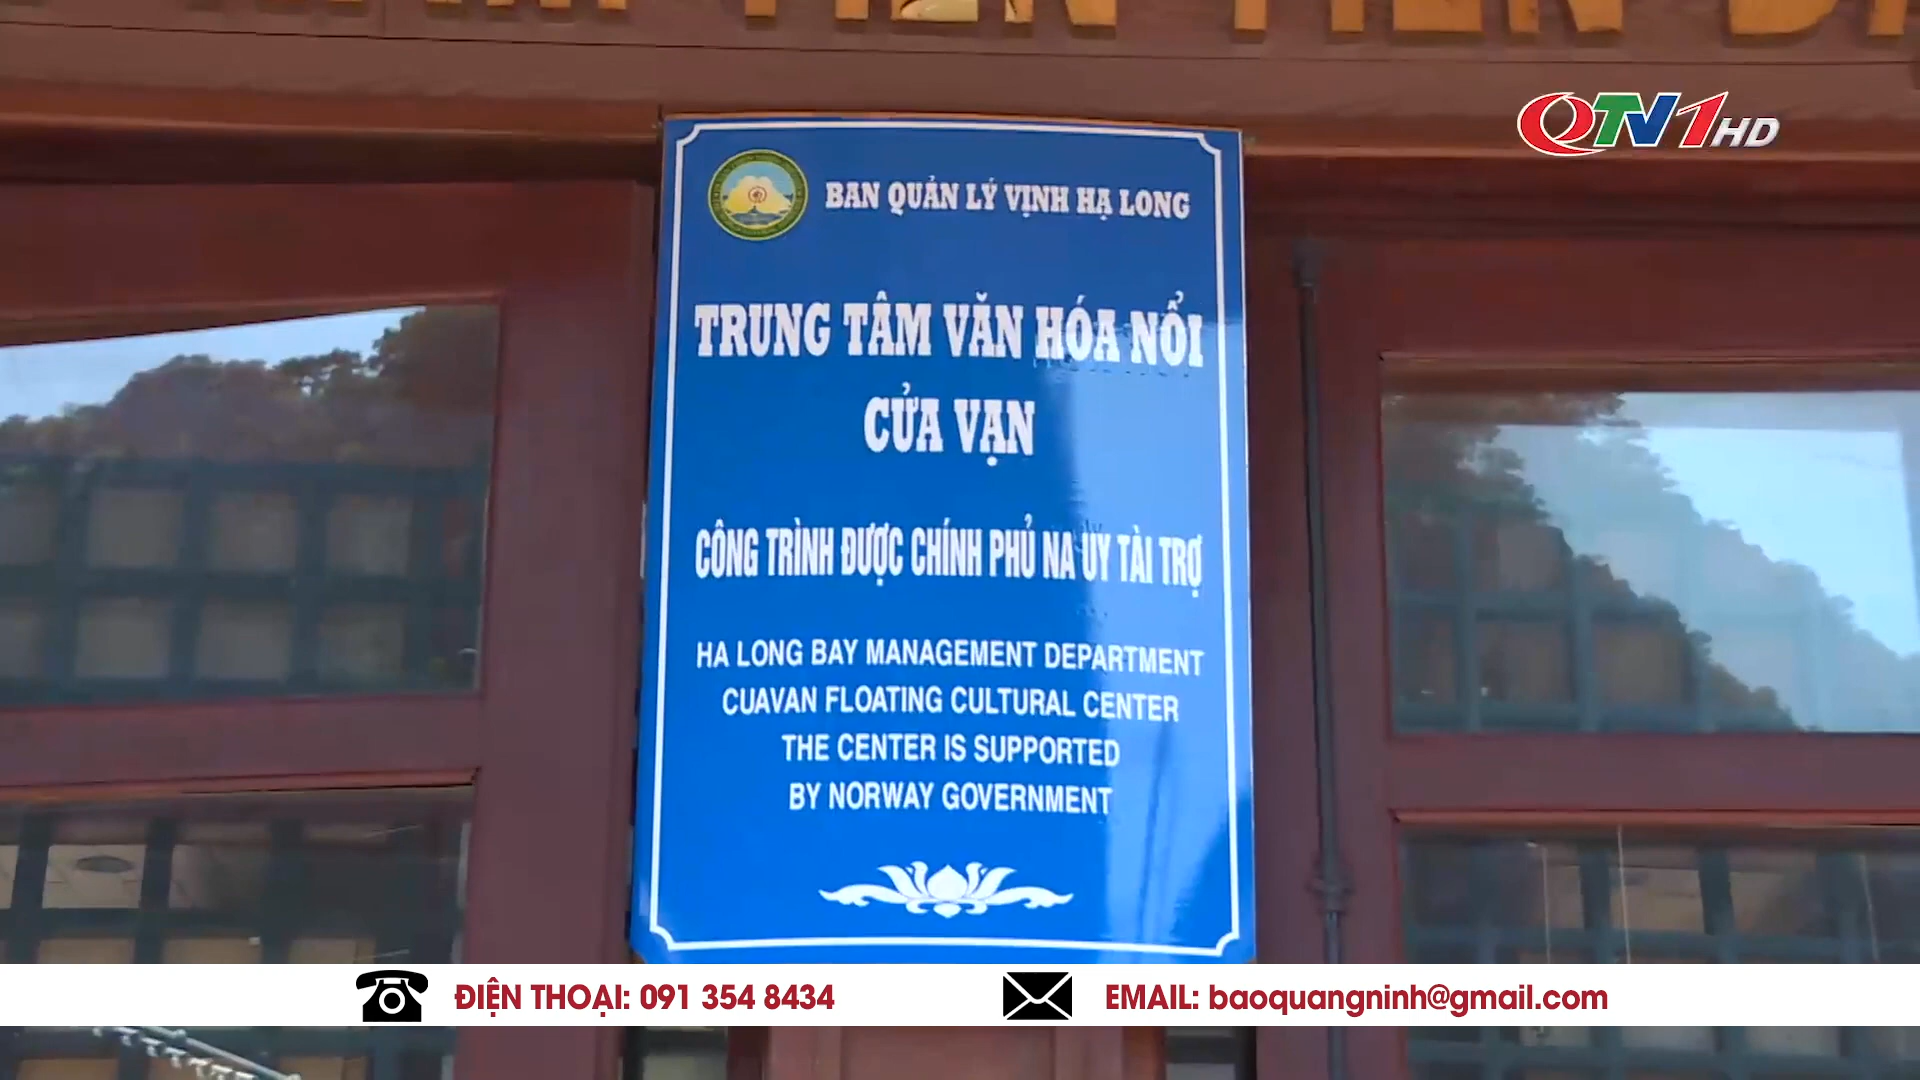 QTV1 HD
BAN QUẢN LÝ VỊNH HẠ LONG
TRUNG TÂM VĂN HÓA NỔI
CỬA VẠN
CÔNG TRÌNH ĐƯỢC CHÍNH PHỦ NA UY TÀI TRỢ
HA LONG BAY MANAGEMENT DEPARTMENT
CUAVAN FLOATING CULTURAL CENTER
THE CENTER IS SUPPORTED
BY NORWAY GOVERNMENT
ĐIỆN THOẠI: 091 354 8434
EMAIL: baoquangninh@gmail.com